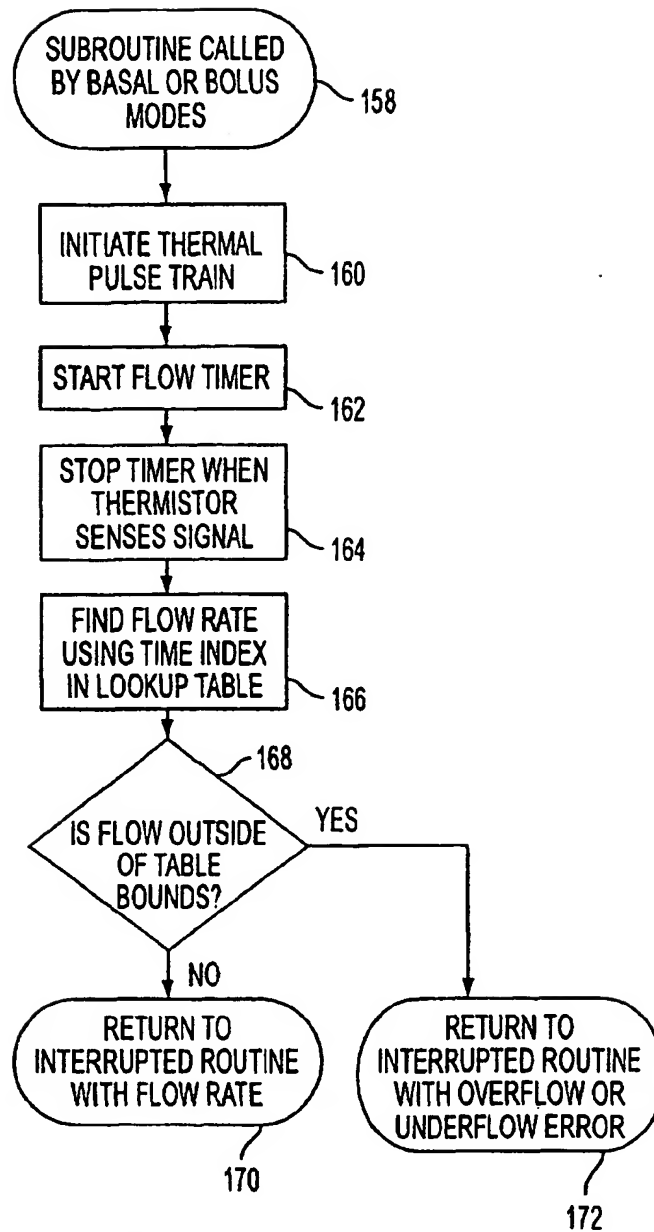 SUBROUTINE CALLED
BY BASAL OR BOLUS
MODES
158
INITIATE THERMAL
PULSE TRAIN
160
START FLOW TIMER
162
STOP TIMER WHEN
THERMISTOR
SENSES SIGNAL
164
FIND FLOW RATE
USING TIME INDEX
IN LOOKUP TABLE
166
168
IS FLOW OUTSIDE
OF TABLE
BOUNDS?
YES
NO
RETURN TO
INTERRUPTED ROUTINE
WITH FLOW RATE
170
RETURN TO
INTERRUPTED ROUTINE
WITH OVERFLOW OR
UNDERFLOW ERROR
172